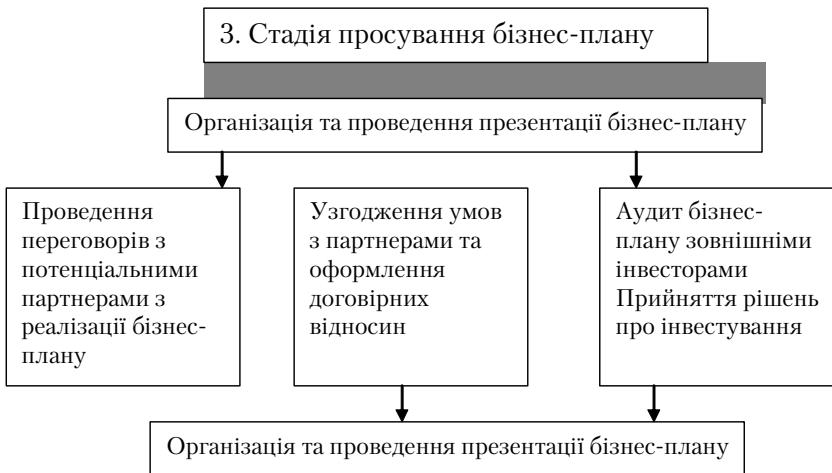 3. Стадія просування бізнес-плану
Організація та проведення презентації бізнес-плану
Проведення
переговорів з
потенціальними
партнерами з
реалізації бізнес-
плану
Узгодження умов
з партнерами та
оформлення
договірних
відносин
Аудит бізнес-
плану зовнішніми
інвесторами
Прийняття рішень
про інвестування
Організація та проведення презентації бізнес-плану